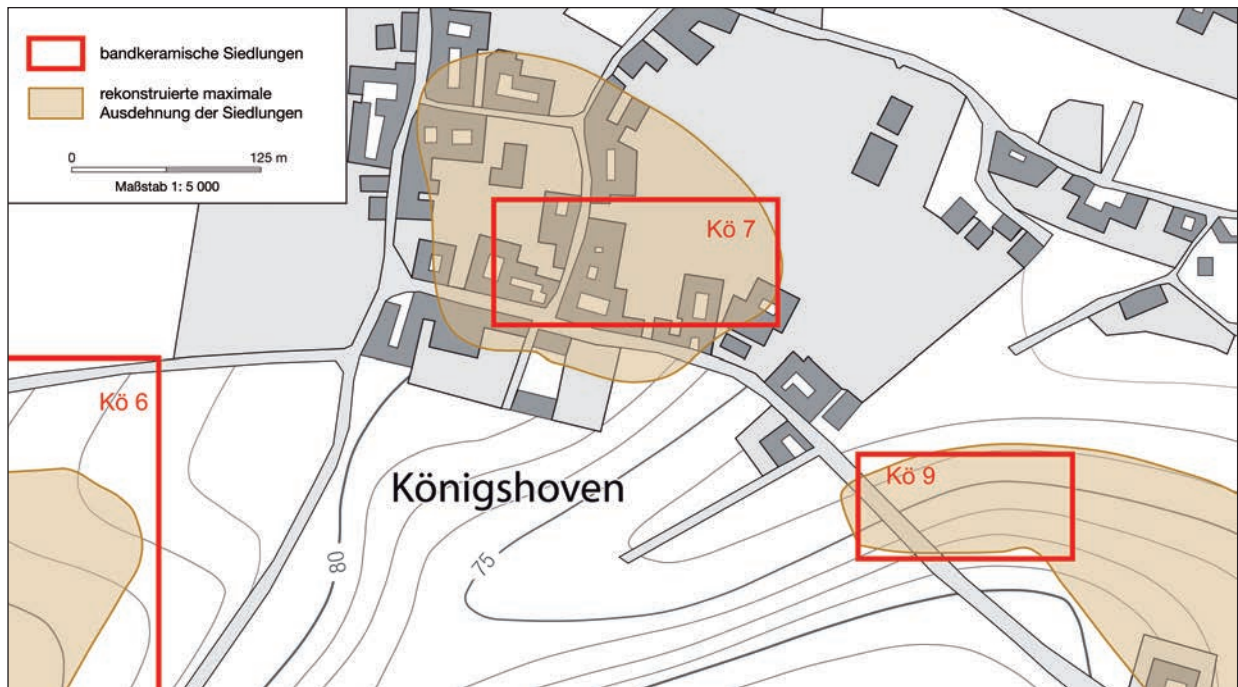 bandkeramische Siedlungen
rekonstruierte maximale
Ausdehnung der Siedlungen
0 125 m
Maßstab 1: 5 000
Kö 7
Kö 6
Kö 9
Königshoven
80
75